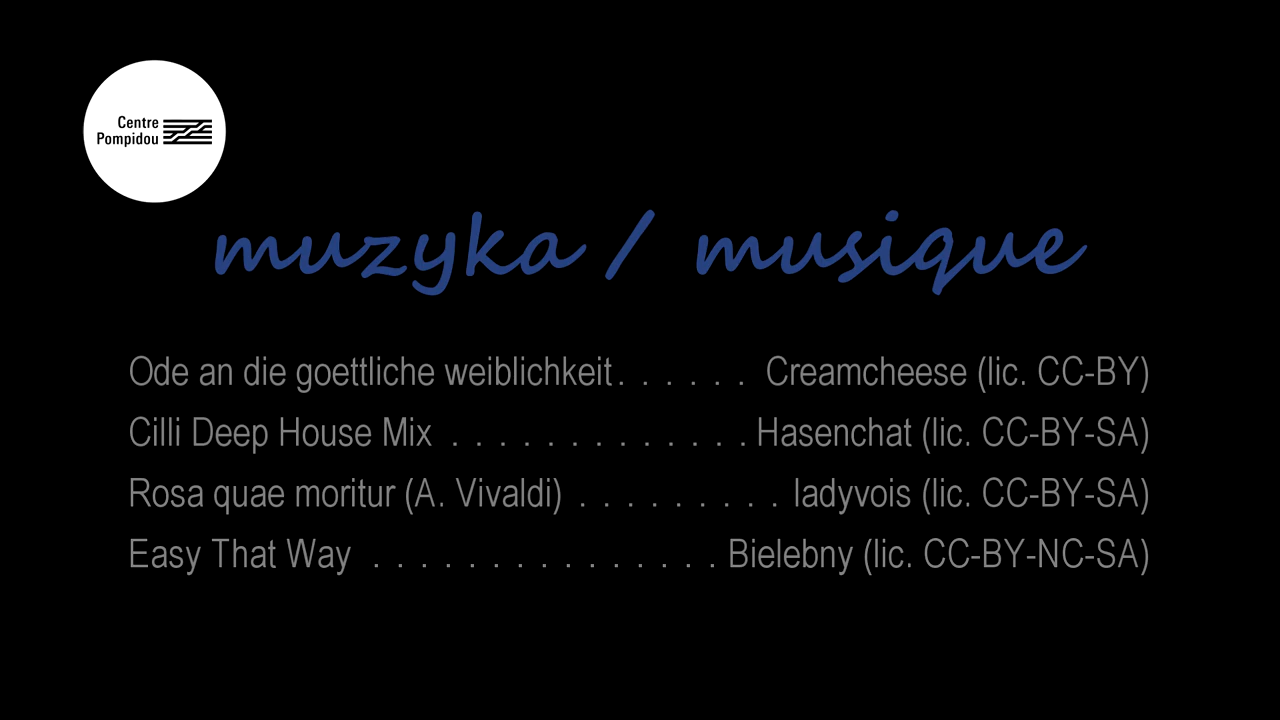 Centre
Pompidou
muzyka / musique
Ode an die goettliche weiblichkeit . . . . . . Creamcheese (lic. CC-BY)
Cilli Deep House Mix . . . . . . . . . . . . . Hasenchat (lic. CC-BY-SA)
Rosa quae moritur (A. Vivaldi) . . . . . . . . . ladyvois (lic. CC-BY-SA)
Easy That Way . . . . . . . . . . . . . . . Bielebny (lic. CC-BY-NC-SA)